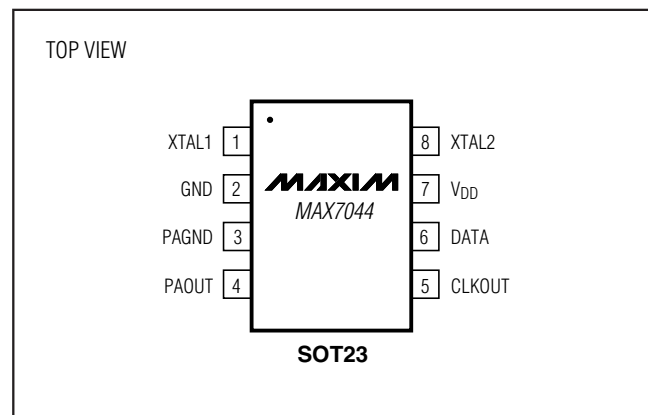 TOP VIEW
XTAL1 1
8 XTAL2
GND 2
7 VDD
PAGND 3
6 DATA
PAOUT 4
5 CLKOUT
MAXIM
MAX7044
SOT23